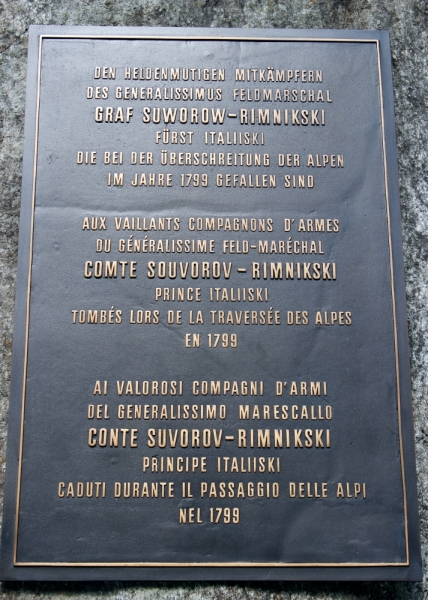 DEN HELDENMUTIGEN MITKÄMPFERN
DES GENERALISSIMUS FELDMARSCHAL
GRAF SUWOROW-RIMNIKSKI
FÜRST ITALIISKI
DIE BEI DER ÜBERSCHREITUNG DER ALPEN
IM JAHRE 1799 GEFALLEN SIND
AUX VAILLANTS COMPAGNONS D'ARMES
DU GÉNÉRALISSIME FELD-MARÉCHAL
COMTE SOUVOROV-RIMNIKSKI
PRINCE ITALIISKI
TOMBÉS LORS DE LA TRAVERSÉE DES ALPES
EN 1799
AI VALOROSI COMPAGNI D'ARMI
DEL GENERALISSIMO MARESCALLO
CONTE SUVOROV-RIMNIKSKI
PRINCIPE ITALIISKI
CADUTI DURANTE IL PASSAGGIO DELLE ALPI
NEL 1799